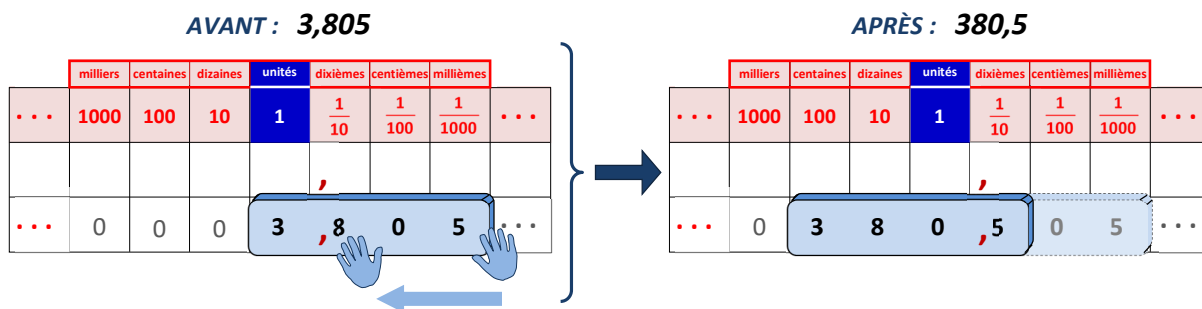 AVANT : 3,805 APRÈS : 380,5
milliers centaines dizaines unités dixièmes centièmes millièmes milliers centaines dizaines unités dixièmes centièmes millièmes
... 1000 100 10 1 1/10 1/100 1/1000 ... ... 1000 100 10 1 1/10 1/100 1/1000 ...
, ,
... 0 0 0 3 ,8 0 5 ... ... 0 3 8 0 ,5 0 5 ...